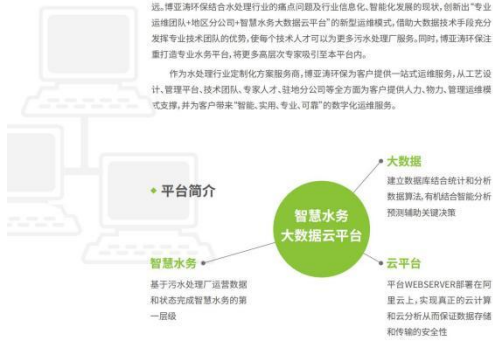 远。博亚涛环保结合水处理行业的痛点问题及行业信息化、智能化发展的现状，创新出“专业
运维团队+地区分公司+智慧水务大数据云平台”的新型运维模式，借助大数据技术手段充分
发挥专业技术团队的优势，使每个技术人才可以为更多污水处理厂服务。同时，博亚涛环保注
重打造专业水务平台，将更多高层次专家吸引至本平台内。
作为水处理行业定制化方案服务商，博亚涛环保为客户提供一站式运维服务，从工艺设
计、管理平台、技术团队、专家人才、驻地分公司等全方面为客户提供人力、物力、管理运维模
式支撑，并为客户带来“智能、实用、专业、可靠”的数字化运维服务。
平台简介
智慧水务
大数据云平台
大数据
建立数据库结合统计和分析
数据算法，有机结合智能分析
预测辅助关键决策
智慧水务
基于污水处理厂运营数据
和状态完成智慧水务的第
一层级
云平台
平台WEBSERVER部署在阿
里云上，实现真正的云计算
和云分析从而保证数据存储
和传输的安全性